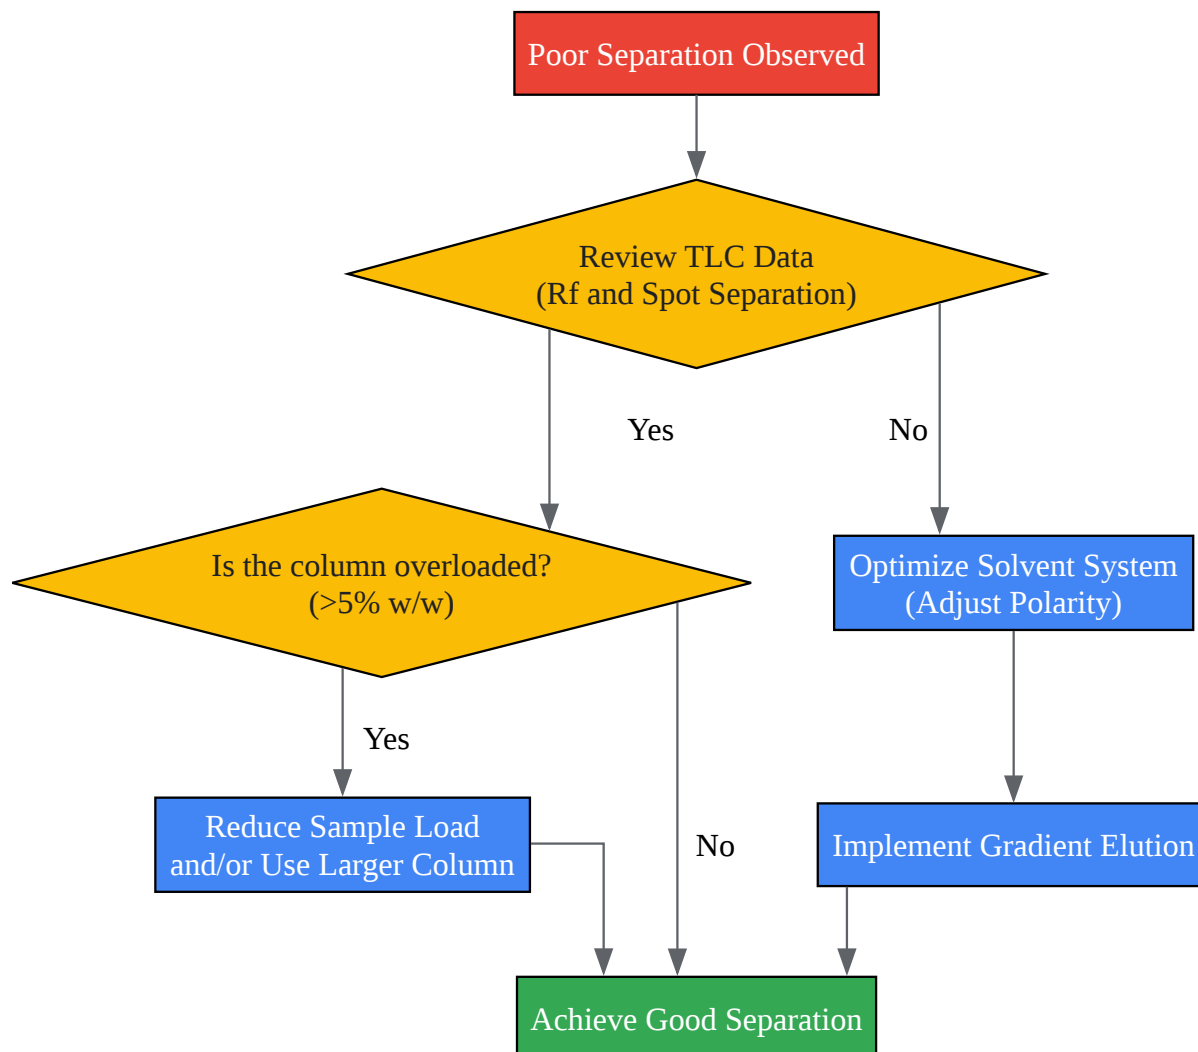 Poor Separation Observed
Review TLC Data
(Rf and Spot Separation)
Yes
No
Is the column overloaded?
(>5% w/w)
Optimize Solvent System
(Adjust Polarity)
Yes
Reduce Sample Load
and/or Use Larger Column
No
Implement Gradient Elution
Achieve Good Separation